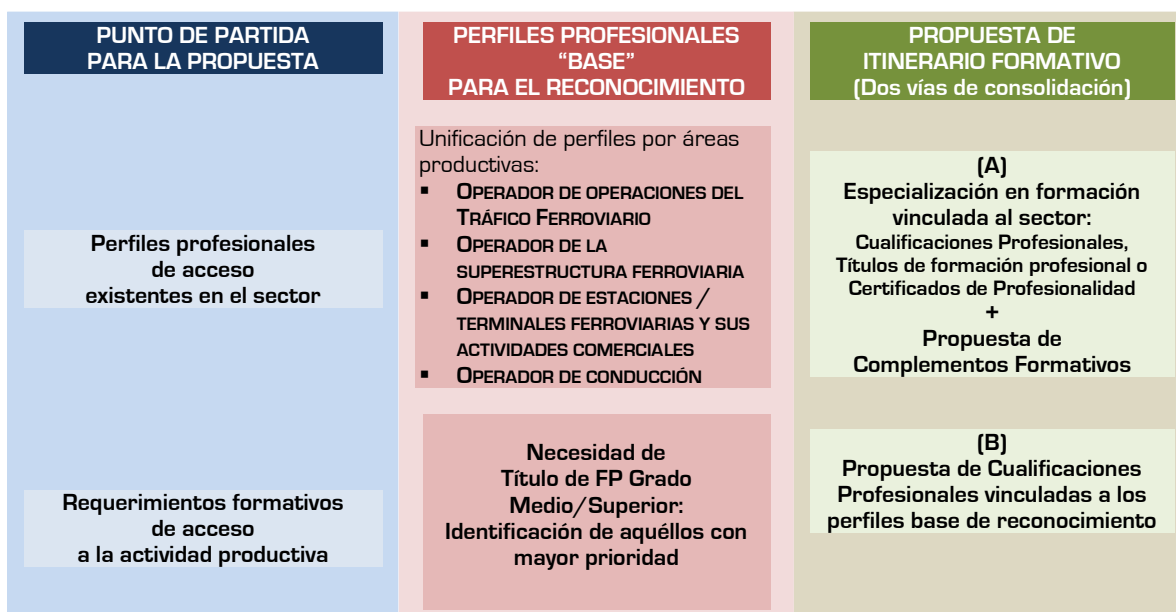 PUNTO DE PARTIDA
PARA LA PROPUESTA
Perfiles profesionales
de acceso
existentes en el sector
Requerimientos formativos
de acceso
a la actividad productiva
PERFILES PROFESIONALES
“BASE”
PARA EL RECONOCIMIENTO
Unificación de perfiles por áreas
productivas:
▪ OPERADOR DE OPERACIONES DEL
TRÁFICO FERROVIARIO
▪ OPERADOR DE LA
SUPERESTRUCTURA FERROVIARIA
▪ OPERADOR DE ESTACIONES /
TERMINALES FERROVIARIAS Y SUS
ACTIVIDADES COMERCIALES
▪ OPERADOR DE CONDUCCIÓN
Necesidad de
Título de FP Grado
Medio/Superior:
Identificación de aquéllos con
mayor prioridad
PROPUESTA DE
ITINERARIO FORMATIVO
(Dos vías de consolidación)
(A)
Especialización en formación
vinculada al sector:
Cualificaciones Profesionales,
Títulos de formación profesional o
Certificados de Profesionalidad
+
Propuesta de
Complementos Formativos
(B)
Propuesta de Cualificaciones
Profesionales vinculadas a los
perfiles base de reconocimiento